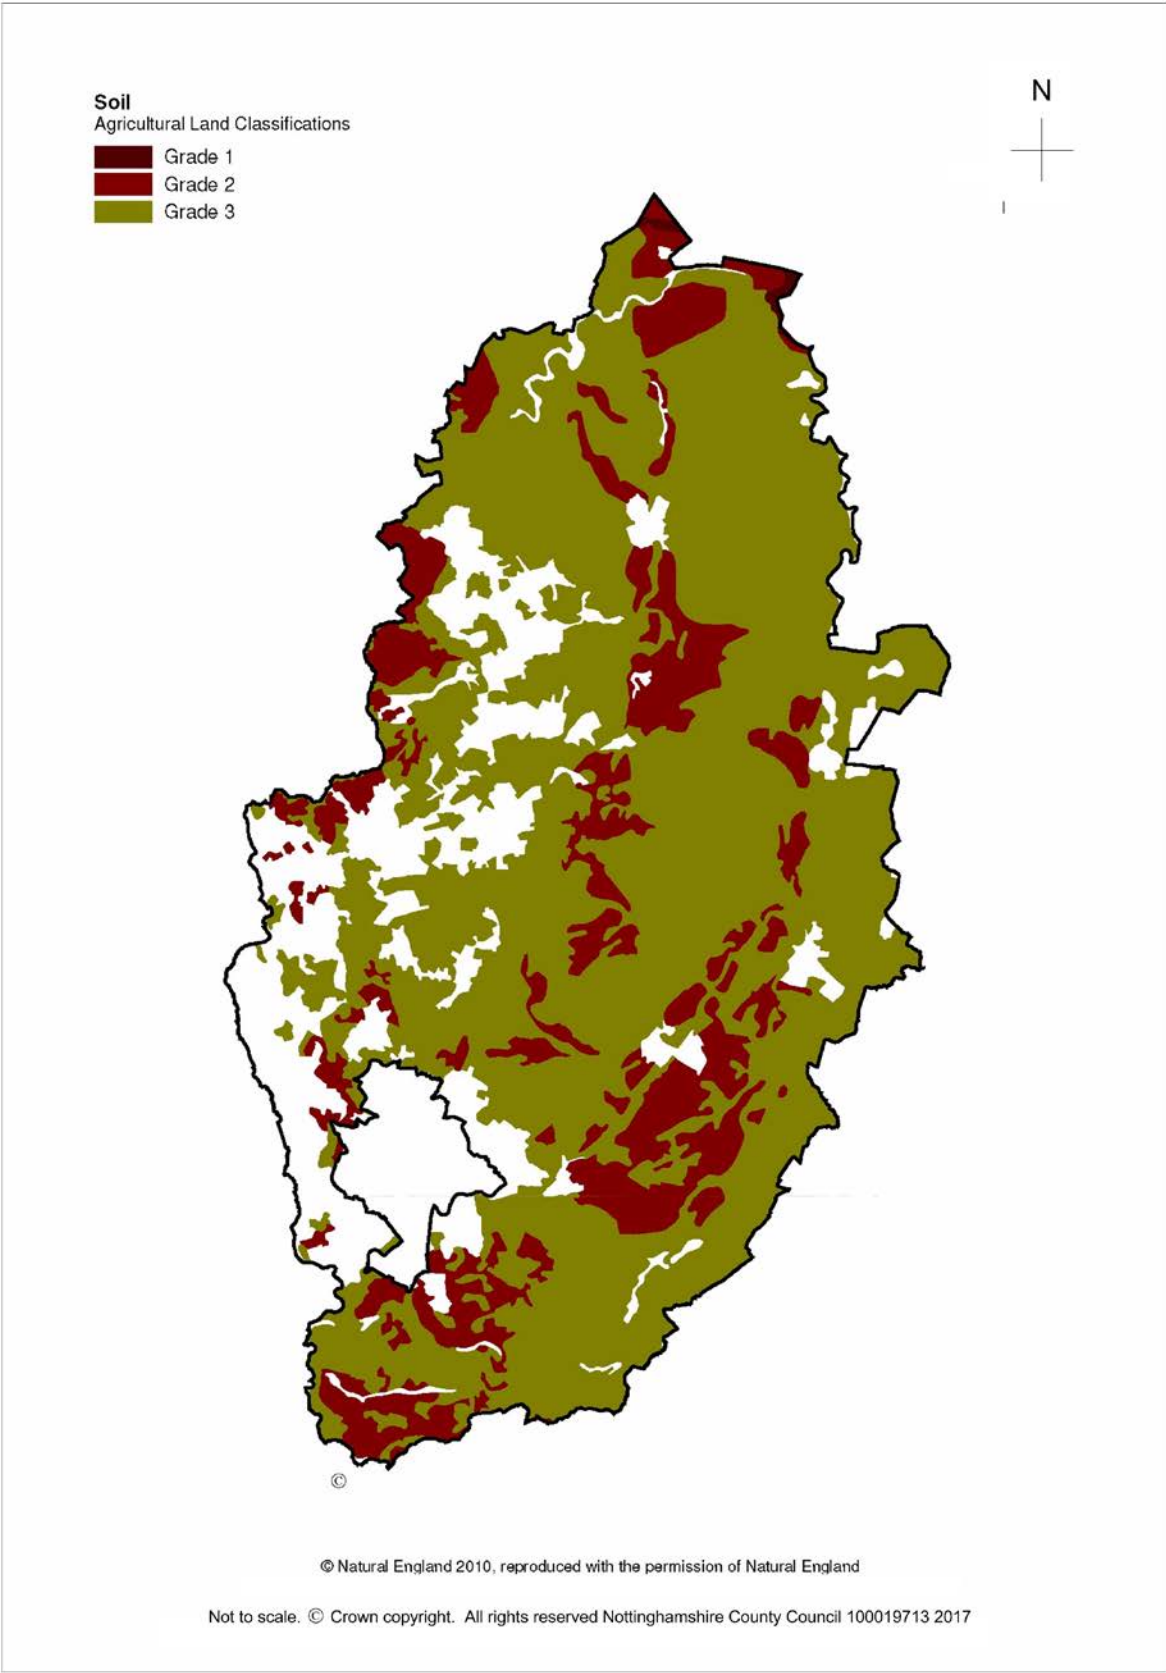 Soil
Agricultural Land Classifications
Grade 1
Grade 2
Grade 3
N
©
© Natural England 2010, reproduced with the permission of Natural England
Not to scale. © Crown copyright. All rights reserved Nottinghamshire County Council 100019713 2017